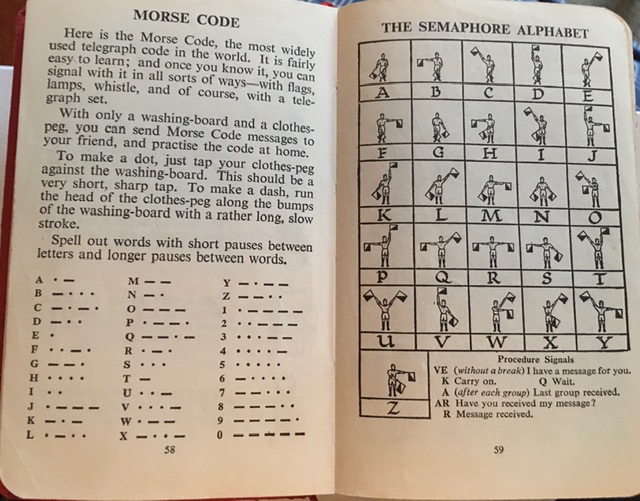 MORSE CODE
Here is the Morse Code, the most widely
used telegraph code in the world. It is fairly
easy to learn; and once you know it, you can
signal with it in all sorts of ways—with flags,
lamps, whistle, and of course, with a tele-
graph set.
With only a washing-board and a clothes-
peg, you can send Morse Code messages to
your friend, and practise the code at home.
To make a dot, just tap your clothes-peg
against the washing-board. This should be a
very short, sharp tap. To make a dash, run
the head of the clothes-peg along the bumps
of the washing-board with a rather long, slow
stroke.
Spell out words with short pauses between
letters and longer pauses between words.
A · — M — — Y — · — —
B — · · · N — · Z — — · ·
C — · — · O — — — 1 · — — — —
D — · · P · — — · 2 · · — — —
E · Q — — · — 3 · · · — —
F · · — · R · — · 4 · · · · —
G — — · S · · · 5 · · · · ·
H · · · · T — 6 — · · · ·
I · · U · · — 7 — — · · ·
J · — — — V · · · — 8 — — — · ·
K — · — W · — — 9 — — — — ·
L · — · · X — · · — 0 — — — — —
58
THE SEMAPHORE ALPHABET
A B C D E
F G H I J
K L M N O
P Q R S T
U V W X Y
Z
Procedure Signals
VE (without a break) I have a message for you.
K Carry on. Q Wait.
A (after each group) Last group received.
AR Have you received my message?
R Message received.
59